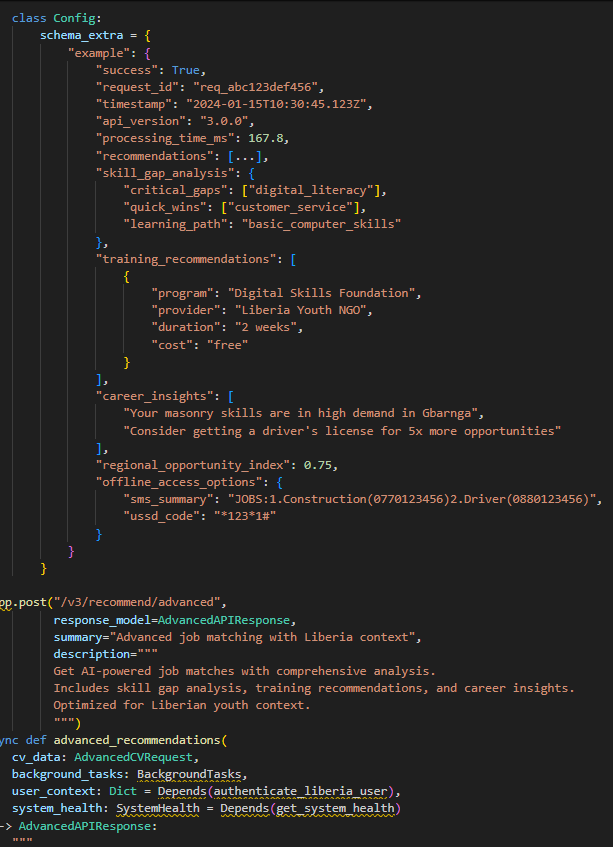 class Config:
schema_extra = {
"example": {
"success": True,
"request_id": "req_abc123def456",
"timestamp": "2024-01-15T10:30:45.123Z",
"api_version": "3.0.0",
"processing_time_ms": 167.8,
"recommendations": [...],
"skill_gap_analysis": {
"critical_gaps": ["digital_literacy"],
"quick_wins": ["customer_service"],
"learning_path": "basic_computer_skills"
},
"training_recommendations": [
{
"program": "Digital Skills Foundation",
"provider": "Liberia Youth NGO",
"duration": "2 weeks",
"cost": "free"
}
],
"career_insights": [
"Your masonry skills are in high demand in Gbarnga",
"Consider getting a driver's license for 5x more opportunities"
],
"regional_opportunity_index": 0.75,
"offline_access_options": {
"sms_summary": "JOBS:1.Construction(0770123456)2.Driver(0880123456)",
"ussd_code": "*123*1#"
}
}
}
pp.post("/v3/recommend/advanced",
response_model=AdvancedAPIResponse,
summary="Advanced job matching with Liberia context",
description="""
Get AI-powered job matches with comprehensive analysis.
Includes skill gap analysis, training recommendations, and career insights.
Optimized for Liberian youth context.
""")
ync def advanced_recommendations(
cv_data: AdvancedCVRequest,
background_tasks: BackgroundTasks,
user_context: Dict = Depends(authenticate_liberia_user),
system_health: SystemHealth = Depends(get_system_health)
-> AdvancedAPIResponse:
"""